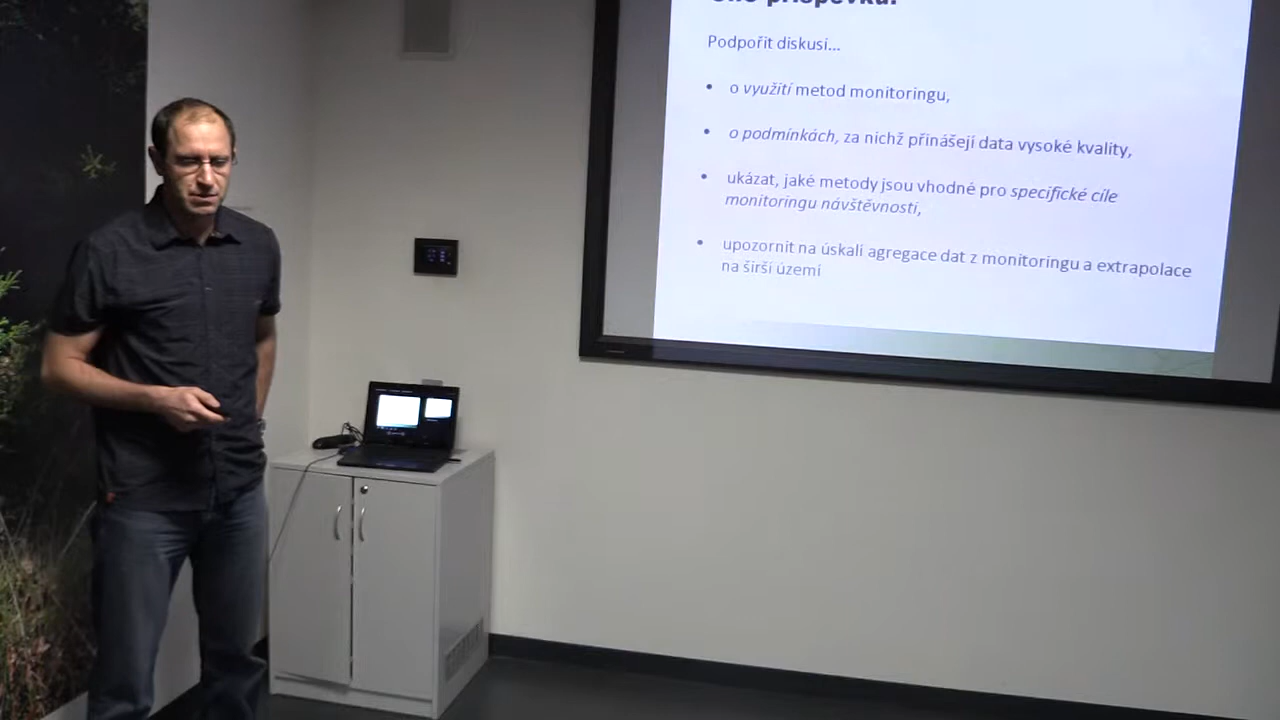 Podpořit diskusi...
• o využití metod monitoringu,
• o podmínkách, za nichž přinášejí data vysoké kvality,
• ukázat, jaké metody jsou vhodné pro specifické cíle
monitoringu návštěvnosti,
• upozornit na úskalí agregace dat z monitoringu a extrapolace
na širší území